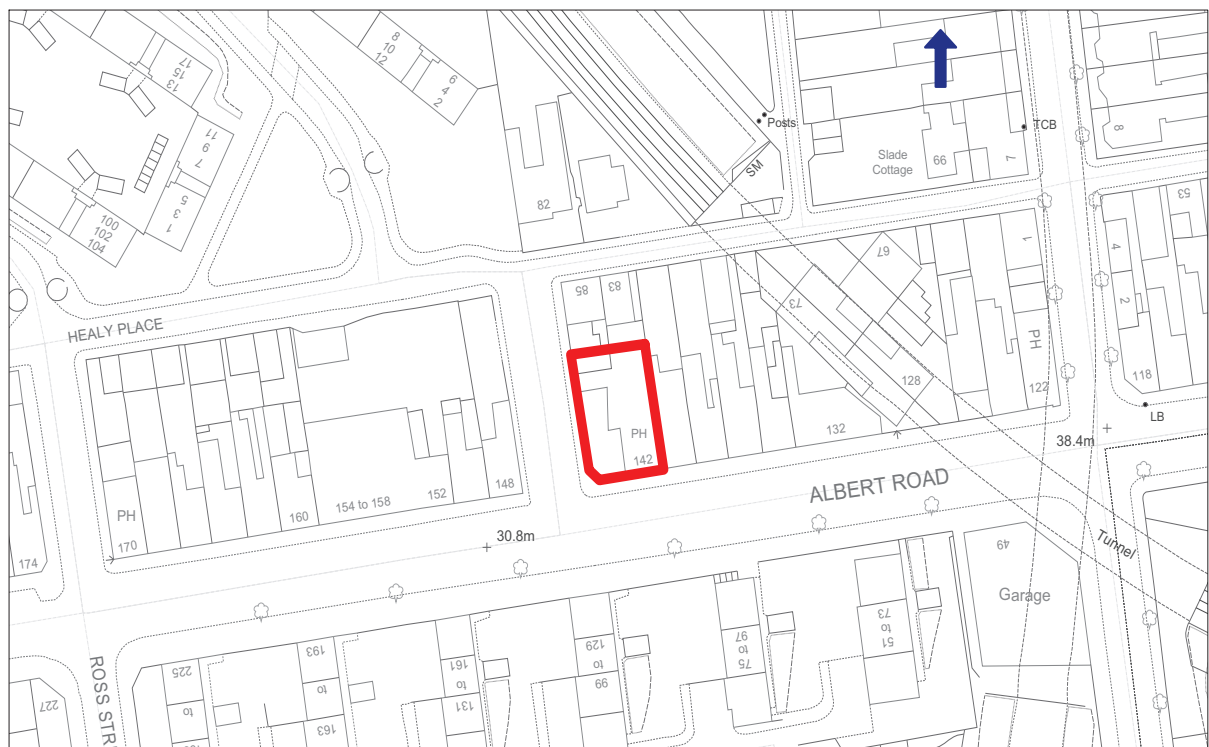 17
15
13
11
9
7
5
3
1
100
102
104
8
10
12
6
4
2
82
Posts
SM
Slade
Cottage
66
7
TCB
8
53
4
2
118
LB
1
PH
122
67
73
128
132
85
83
PH
142
HEALY PLACE
PH
170
160
154 to 158
152
148
174
30.8m
38.4m
ALBERT ROAD
Tunnel
49
Garage
51
to
73
75
to
97
99
to
129
131
to
161
163
to
193
225
to
227
ROSS STR